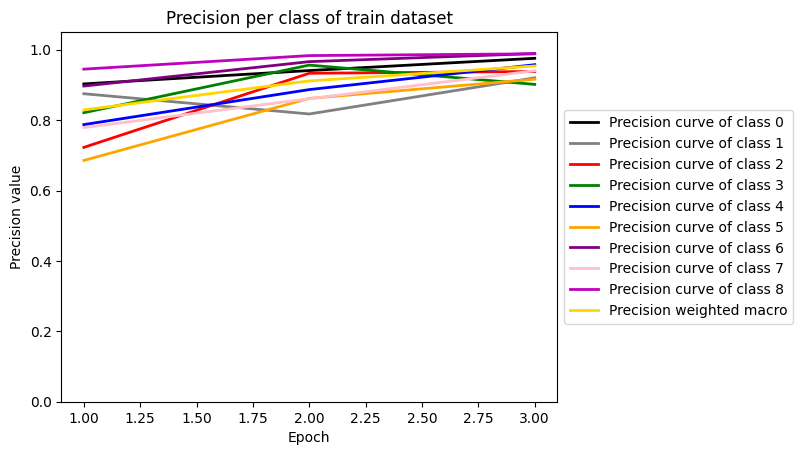 Precision per class of train dataset
Precision value
1.0
0.8
0.6
0.4
0.2
0.0
1.00 1.25 1.50 1.75 2.00 2.25 2.50 2.75 3.00
Epoch
Precision curve of class 0
Precision curve of class 1
Precision curve of class 2
Precision curve of class 3
Precision curve of class 4
Precision curve of class 5
Precision curve of class 6
Precision curve of class 7
Precision curve of class 8
Precision weighted macro